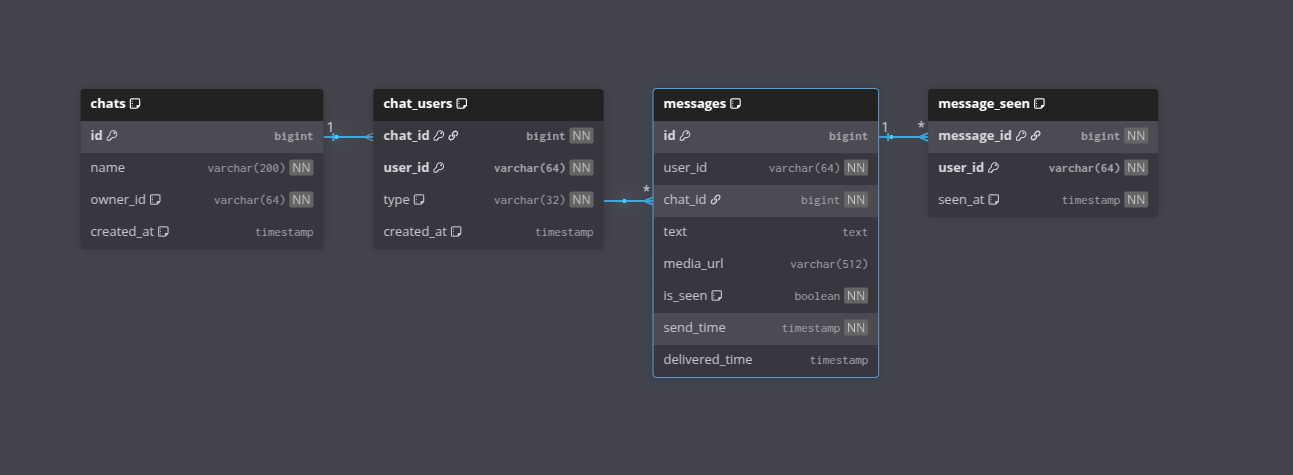 chats
id bigint
name varchar(200) NN
owner_id varchar(64) NN
created_at timestamp
1
chat_users
chat_id bigint NN
user_id varchar(64) NN
type varchar(32) NN
created_at timestamp
*
messages
id bigint
user_id varchar(64) NN
chat_id bigint NN
text text
media_url varchar(512)
is_seen boolean NN
send_time timestamp NN
delivered_time timestamp
1 *
message_seen
message_id bigint NN
user_id varchar(64) NN
seen_at timestamp NN